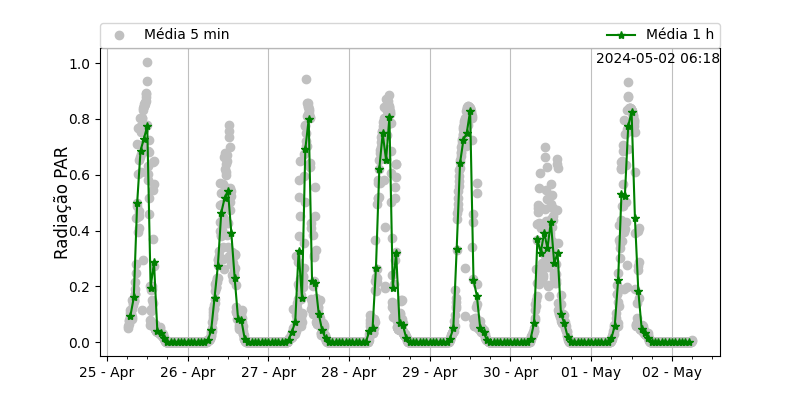 Média 5 min
Média 1 h
2024-05-02 06:18
1.0
0.8
0.6
0.4
0.2
0.0
Radiação PAR
25 - Apr
26 - Apr
27 - Apr
28 - Apr
29 - Apr
30 - Apr
01 - May
02 - May